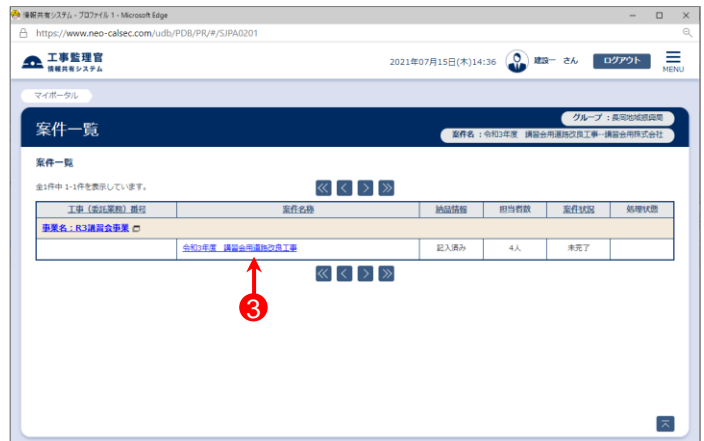 情報共有システム - プロファイル 1 - Microsoft Edge
https://www.neo-calsec.com/udb/PDB/PR/#/SJPA0201
工事監理官
情報共有システム
2021年07月15日(木)14:36
建設一 さん
ログアウト
MENU
マイポータル
案件一覧
グループ ：長岡地域振興局
案件名 ：令和3年度 講習会用道路改良工事--講習会用株式会社
案件一覧
全1件中 1-1件を表示しています。
工事（委託業務）番号 案件名称 納品情報 担当者数 案件状況 処理状態
事業名：R3講習会事業
令和3年度 講習会用道路改良工事 記入済み 4人 未完了
3